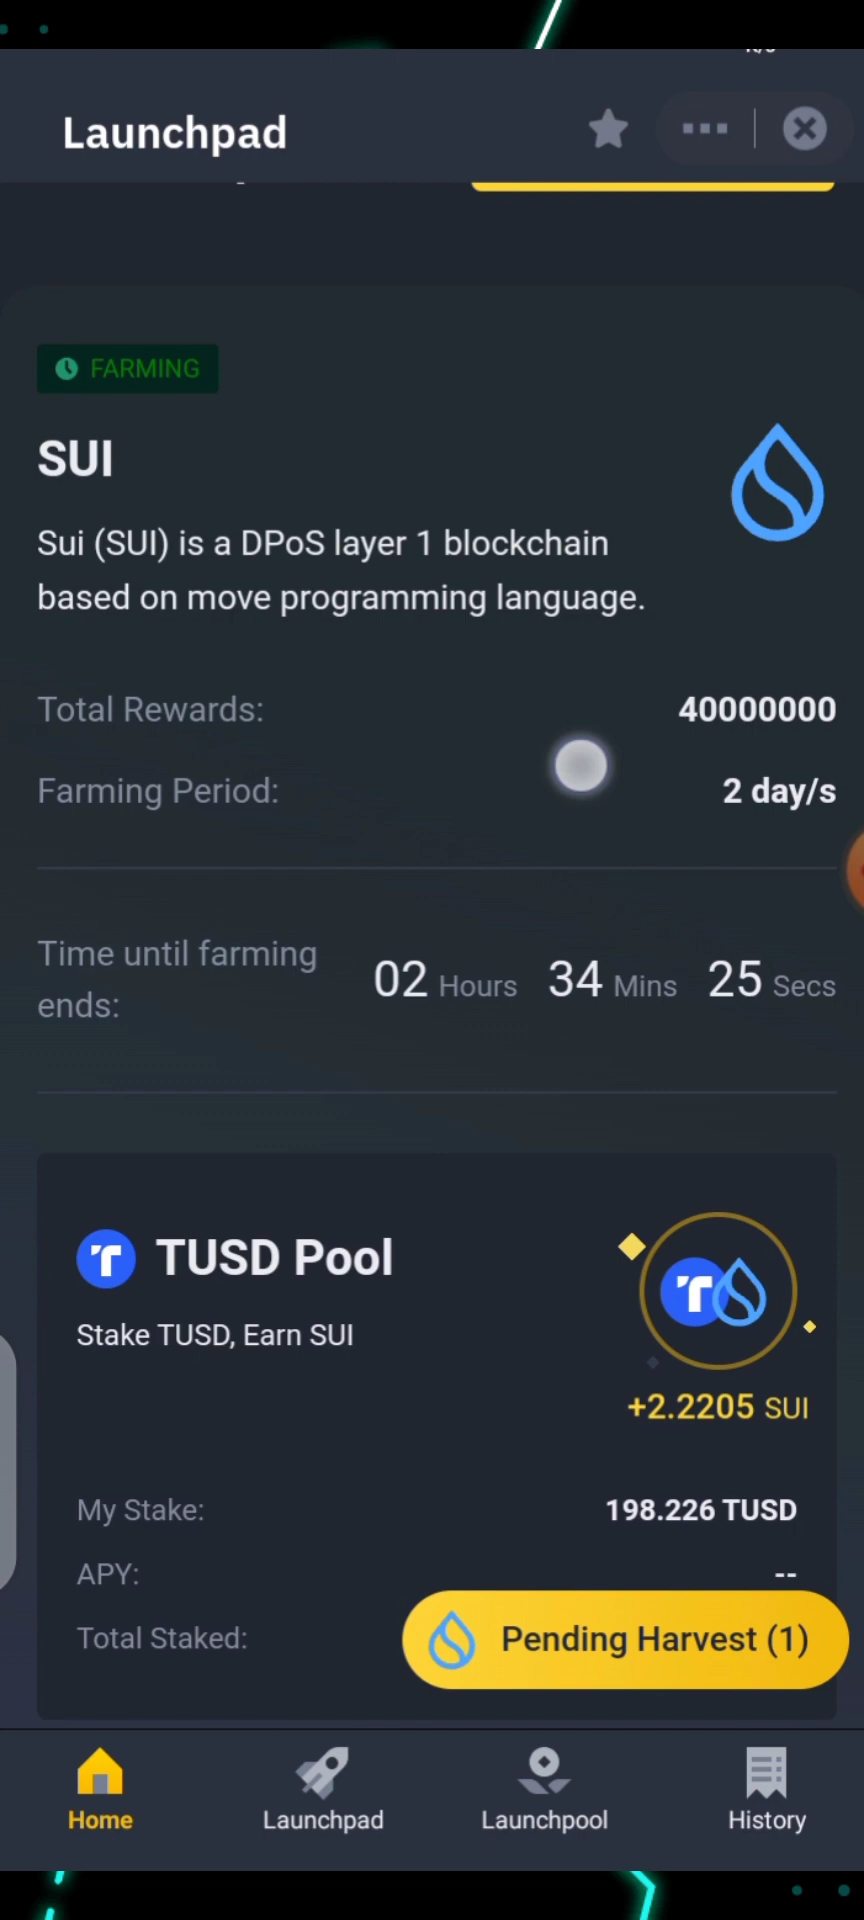 Launchpad
FARMING
SUI
Sui (SUI) is a DPoS layer 1 blockchain
based on move programming language.
Total Rewards: 40000000
Farming Period: 2 day/s
Time until farming
ends:
02 Hours 34 Mins 25 Secs
TUSD Pool
Stake TUSD, Earn SUI
+2.2205 SUI
My Stake: 198.226 TUSD
APY: --
Total Staked:
Pending Harvest (1)
Home Launchpad Launchpool History